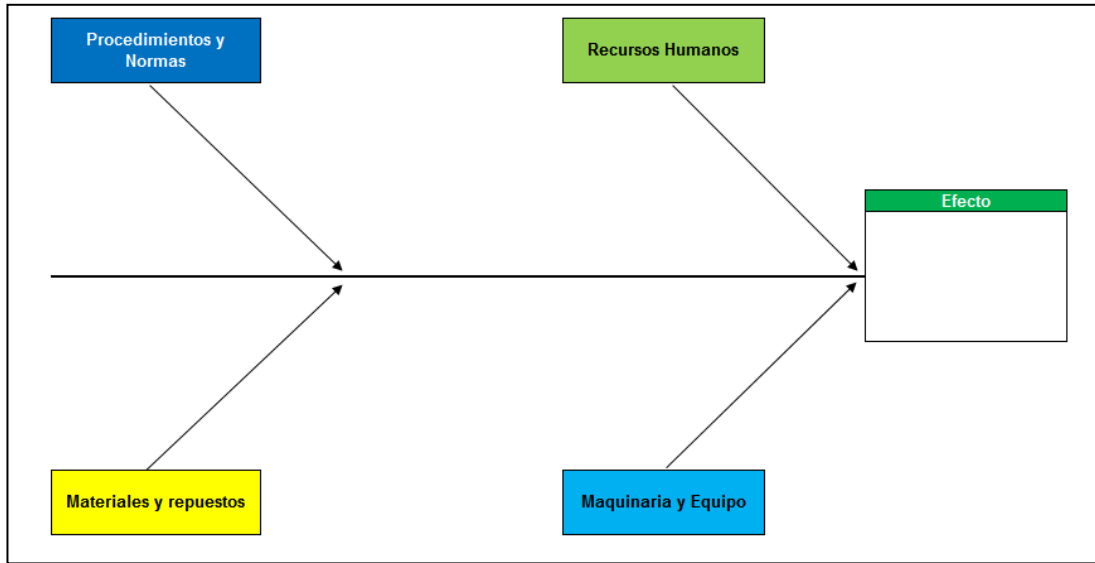 Procedimientos y
Normas
Recursos Humanos
Efecto
Materiales y repuestos
Maquinaria y Equipo